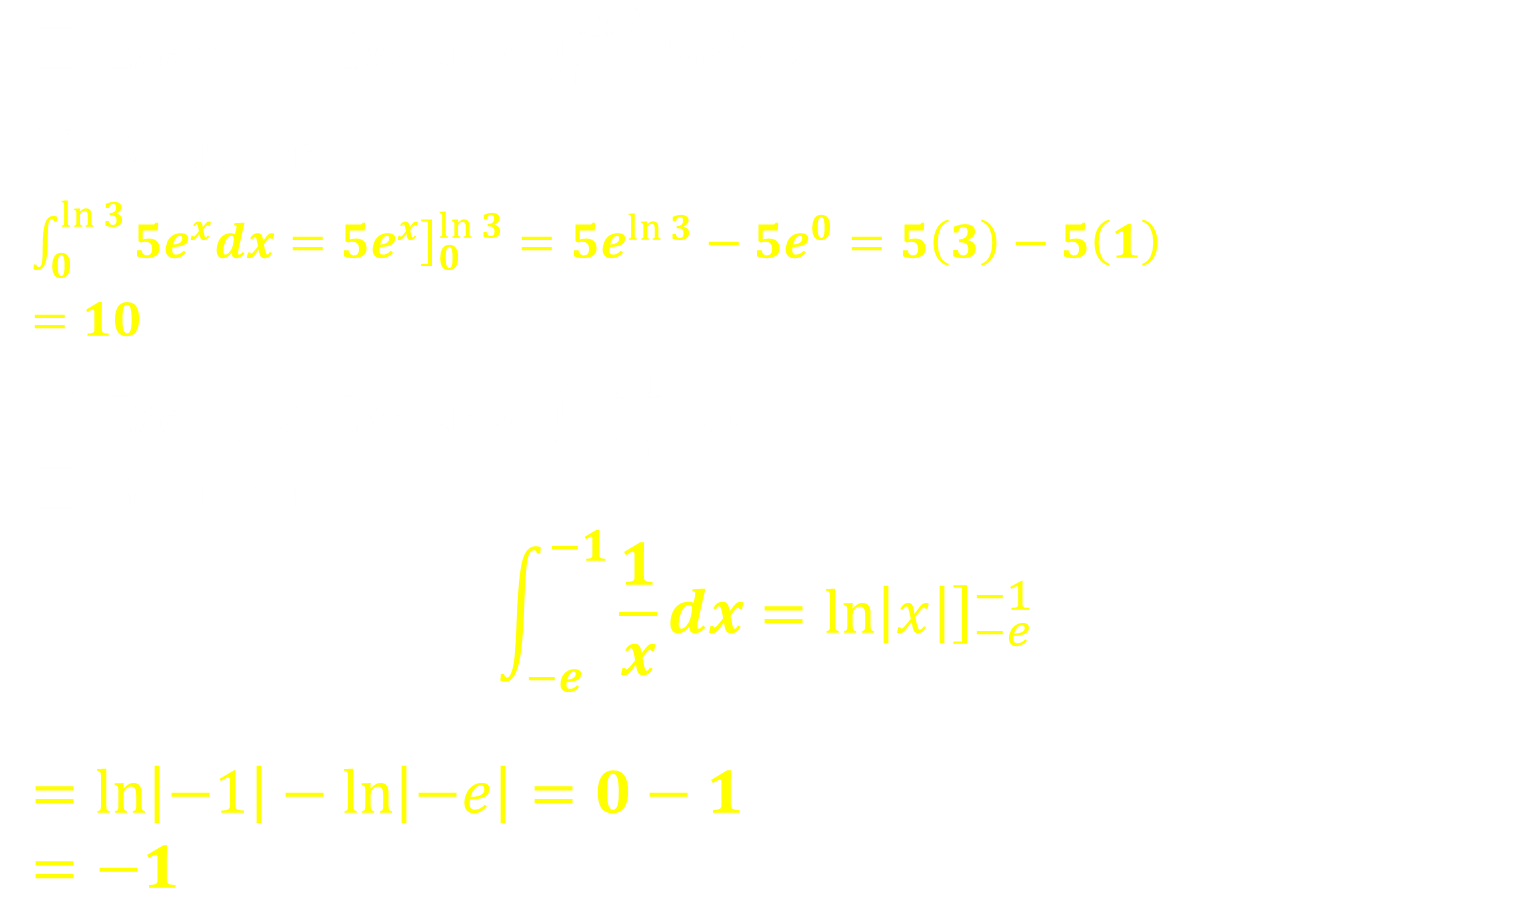 ∫₀^{ln 3} 5eˣdx = 5eˣ]₀^{ln 3} = 5e^{ln 3} − 5e⁰ = 5(3) − 5(1)
= 10
∫_{−e}^{−1} 1/x dx = ln|x|]_{−e}^{−1}
= ln|−1| − ln|−e| = 0 − 1
= −1